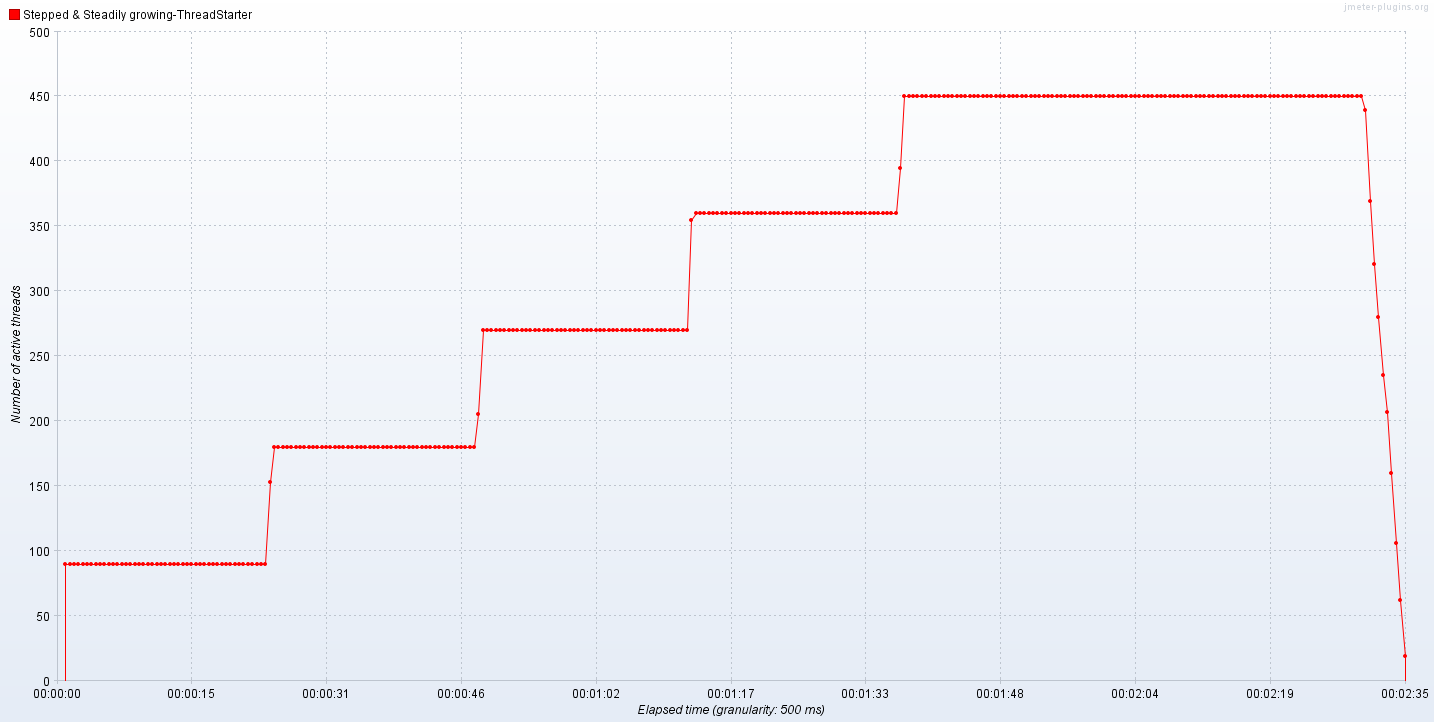 Stepped & Steadily growing-ThreadStarter
jmeter-plugins.org
500
450
400
350
300
250
200
150
100
50
0
Number of active threads
00:00:00 00:00:15 00:00:31 00:00:46 00:01:02 00:01:17 00:01:33 00:01:48 00:02:04 00:02:19 00:02:35
Elapsed time (granularity: 500 ms)